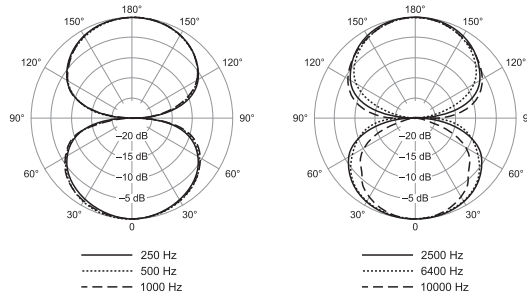 180° 180°
150° 150° 150° 150°
120° 120° 120° 120°
90° 90° 90° 9
–20 dB –20 dB
–15 dB –15 dB
60° 60° 60° 60°
–10 dB –10 dB
–5 dB –5 dB
30° 30° 30° 30°
0 0
250 Hz 2500 Hz
500 Hz 6400 Hz
1000 Hz 10000 Hz